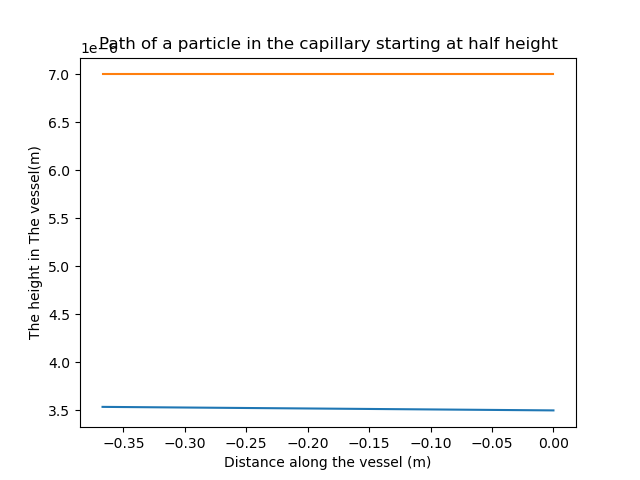 Path of a particle in the capillary starting at half height
1e−6
7.0
6.5
6.0
5.5
5.0
4.5
4.0
3.5
The height in The vessel(m)
−0.35 −0.30 −0.25 −0.20 −0.15 −0.10 −0.05 0.00
Distance along the vessel (m)